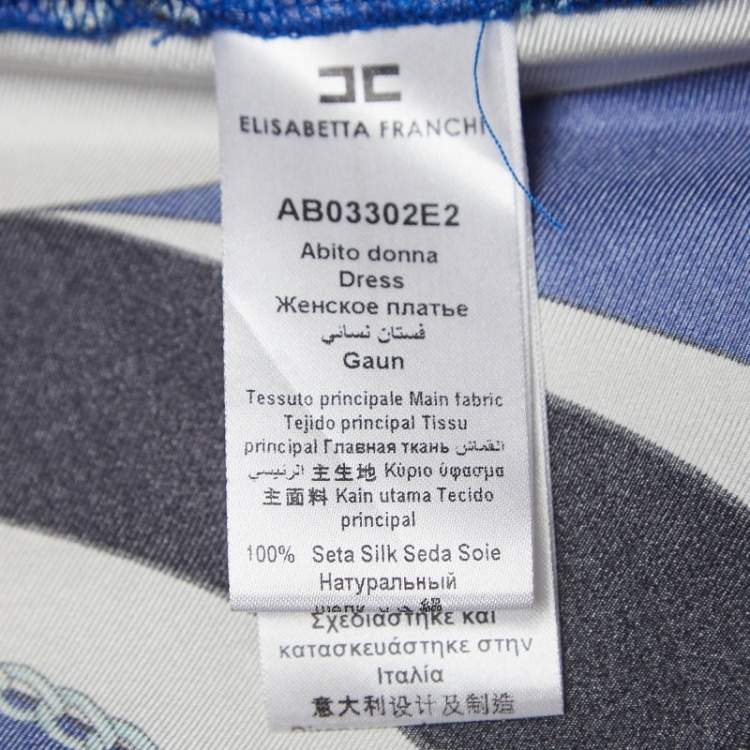 ELISABETTA FRANCHI
AB03302E2
Abito donna
Dress
Женское платье
فستان نسائي
Gaun
Tessuto principale Main fabric
Tejido principal Tissu
principal Главная ткань القماش
الرئيسي 主生地 Κύριο ύφασμα
主面料 Kain utama Tecido
principal
100% Seta Silk Seda Soie
Натуральный
Σχεδιάστηκε και
κατασκευάστηκε στην
Ιταλία
意大利设计及制造